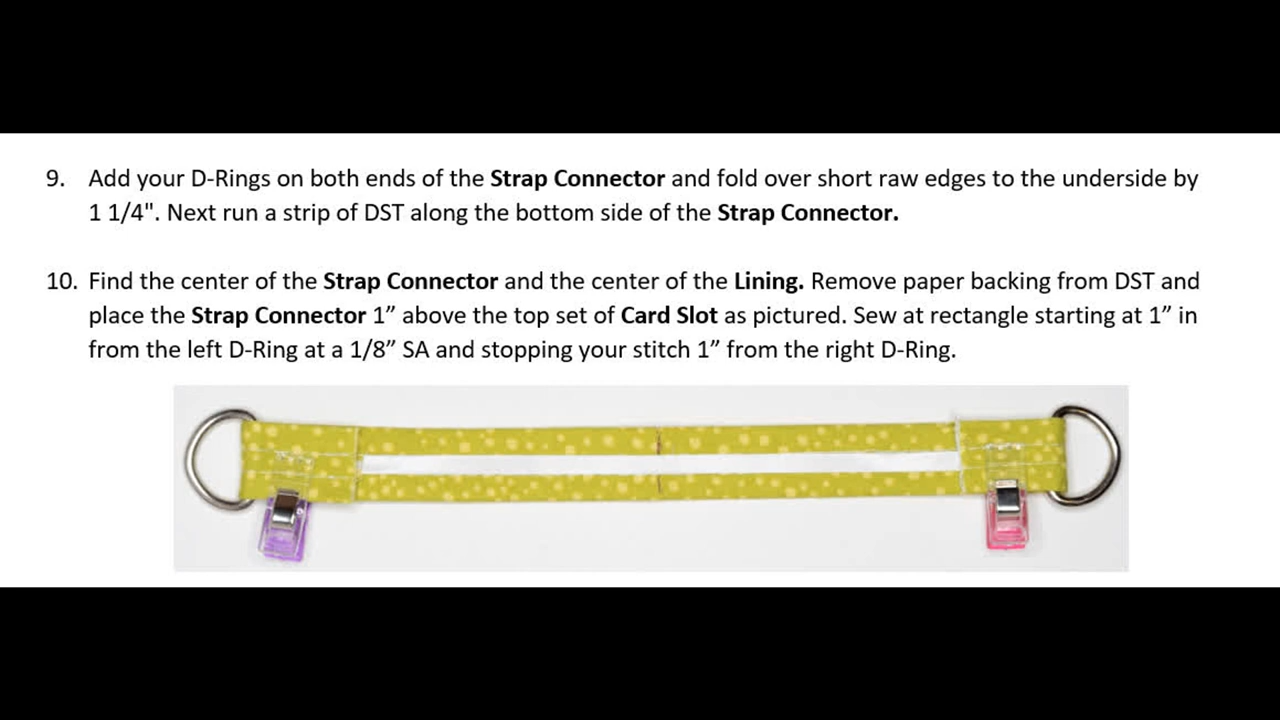 9. Add your D-Rings on both ends of the Strap Connector and fold over short raw edges to the underside by
1 1/4". Next run a strip of DST along the bottom side of the Strap Connector.
10. Find the center of the Strap Connector and the center of the Lining. Remove paper backing from DST and
place the Strap Connector 1” above the top set of Card Slot as pictured. Sew at rectangle starting at 1” in
from the left D-Ring at a 1/8” SA and stopping your stitch 1” from the right D-Ring.